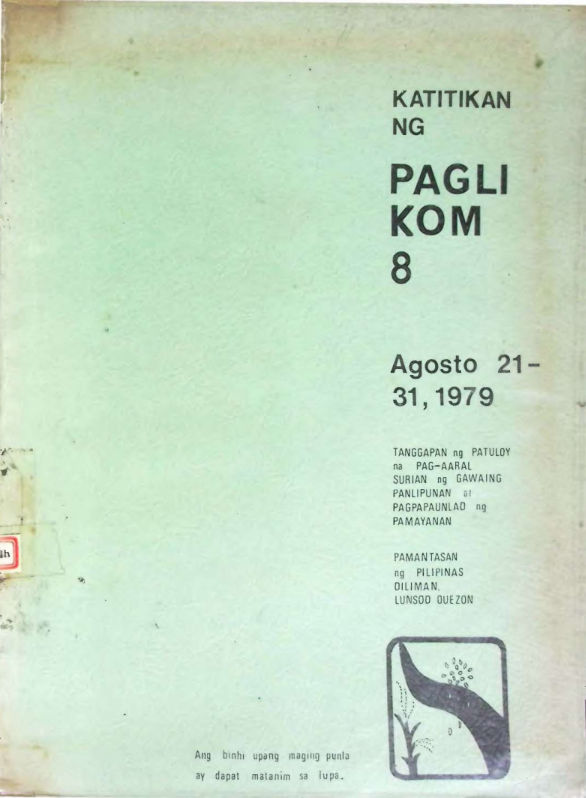 KATITIKAN
NG
PAGLI
KOM
8
Agosto 21-
31, 1979
TANGGAPAN ng PATULOY
na PAG-AARAL
SURIAN ng GAWAING
PANLIPUNAN at
PAGPAPAUNLAD ng
PAMAYANAN
PAMANTASAN
ng PILIPINAS
DILIMAN,
LUNSOD QUEZON
Ang binhi upang maging punla
ay dapat matanim sa lupa.